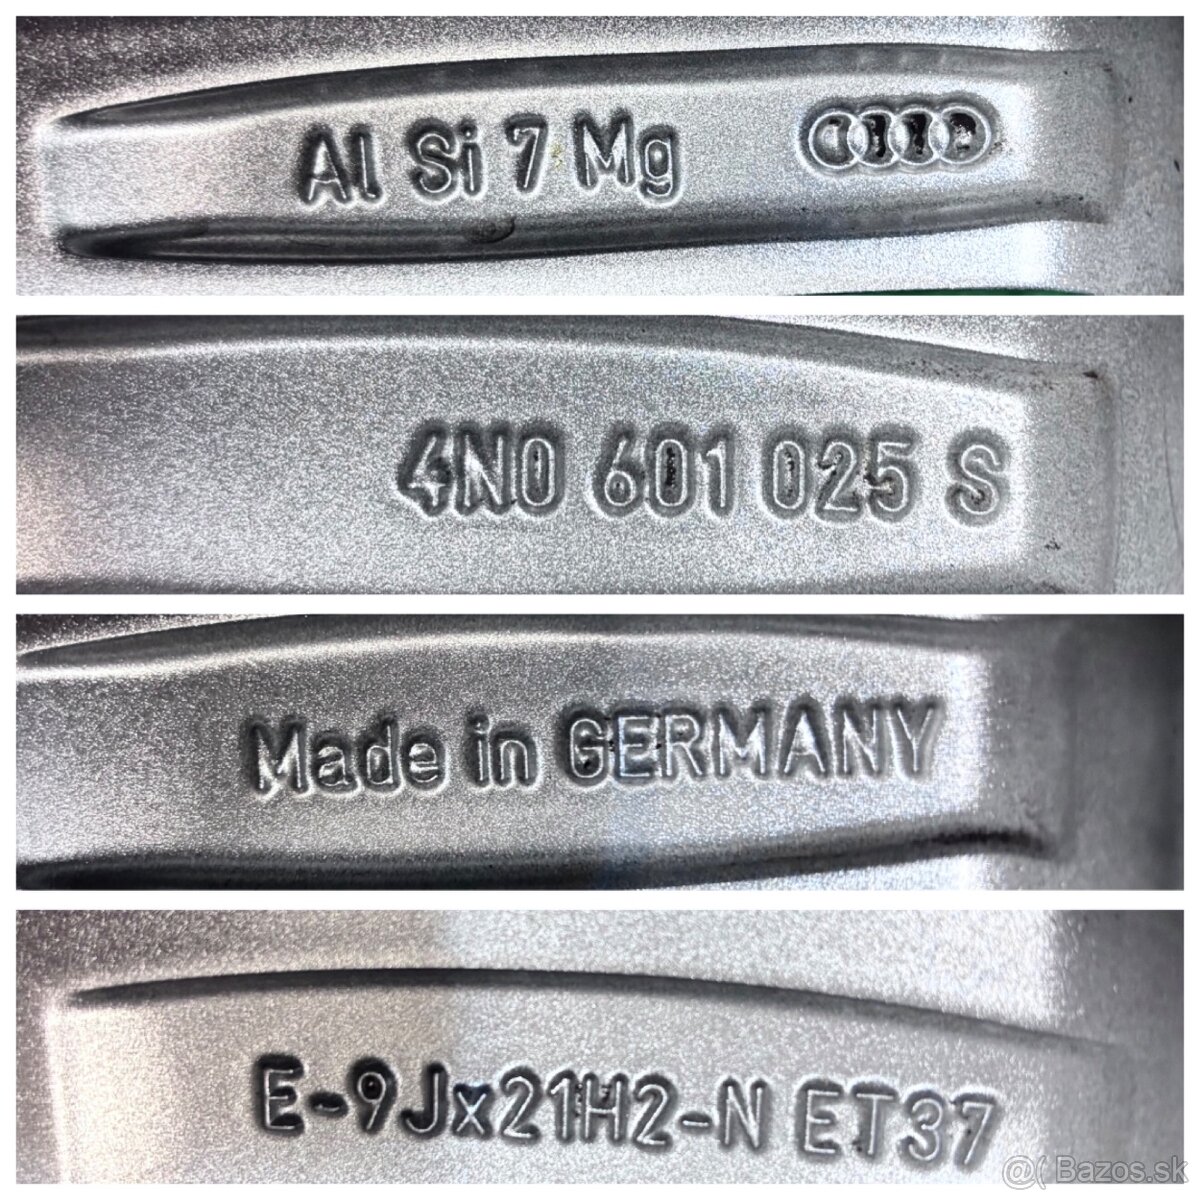 Al Si 7 Mg
4N0 601 025 S
Made in GERMANY
E-9Jx21H2-N ET37
@( Bazos.sk